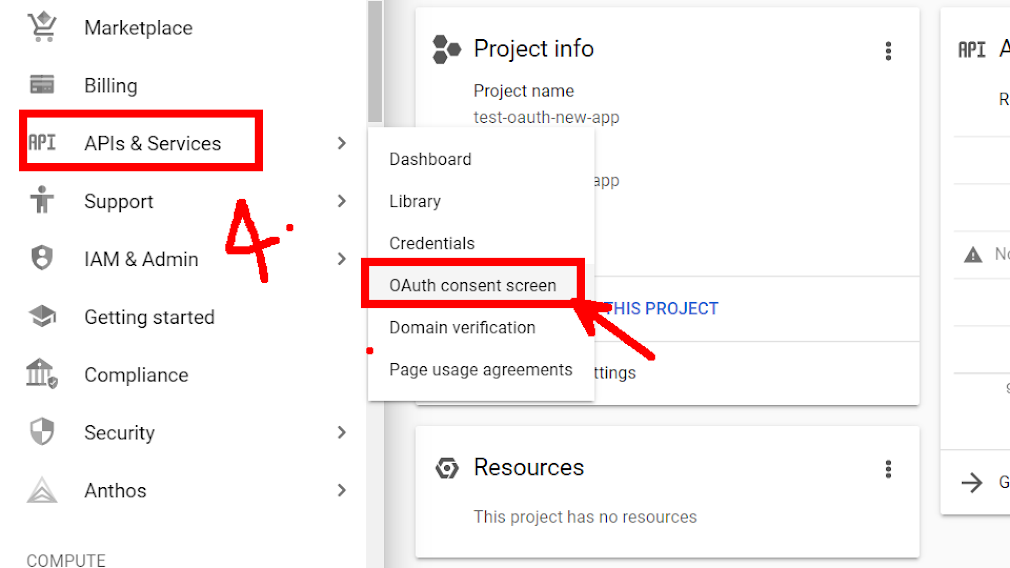 Marketplace
Billing
API APIs & Services
Support
IAM & Admin
Getting started
Compliance
Security
Anthos
COMPUTE
4.
Dashboard
Library
Credentials
OAuth consent screen
Domain verification
Page usage agreements
Project info
Project name
test-oauth-new-app
app
THIS PROJECT
ttings
Resources
This project has no resources
API A
R
No
G